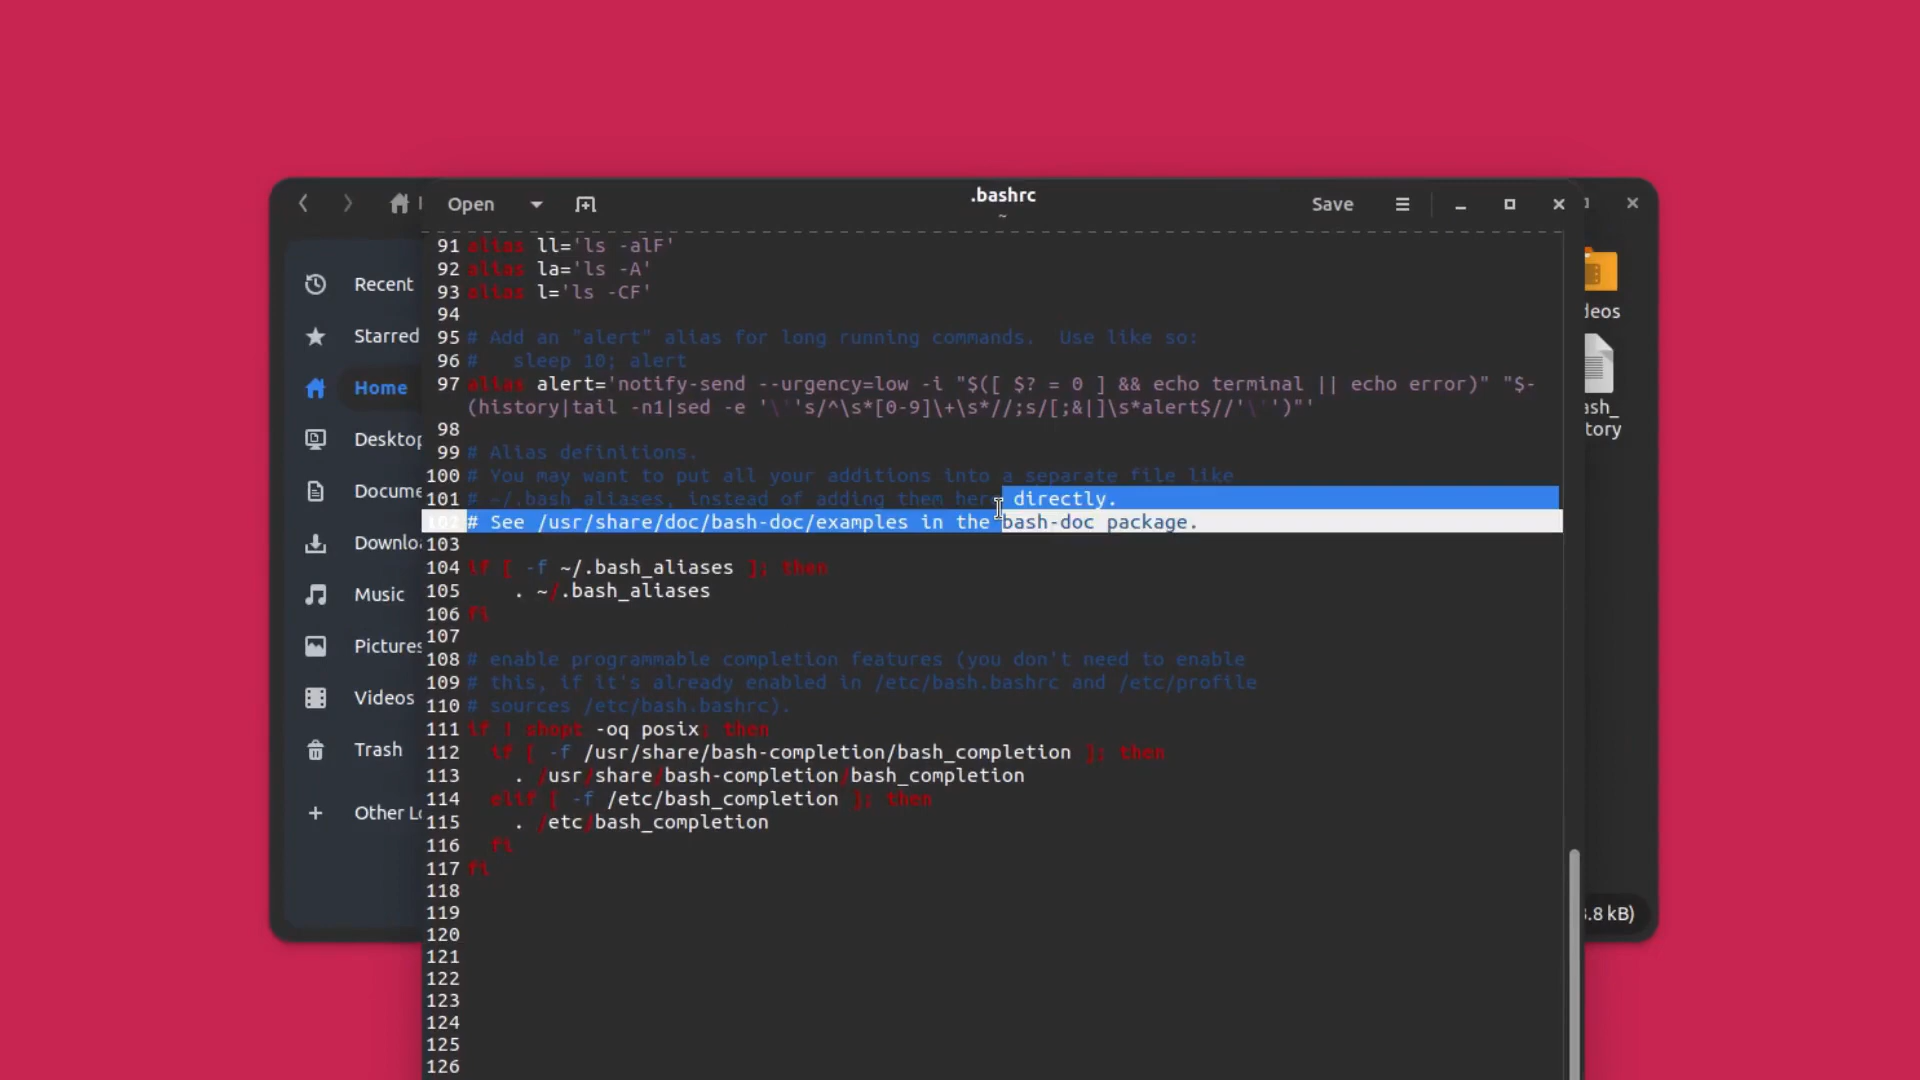 Open
.bashrc
~
Save
91 alias ll='ls -alF'
92 alias la='ls -A'
93 alias l='ls -CF'
94
95 # Add an "alert" alias for long running commands.  Use like so:
96 #   sleep 10; alert
97 alias alert='notify-send --urgency=low -i "$([ $? = 0 ] && echo terminal || echo error)" "$-
(history|tail -n1|sed -e '\''s/^\s*[0-9]\+\s*//;s/[;&|]\s*alert$//'\'')"'
98
99 # Alias definitions.
100 # You may want to put all your additions into a separate file like
101 # ~/.bash_aliases, instead of adding them here directly.
102 # See /usr/share/doc/bash-doc/examples in the bash-doc package.
103
104 if [ -f ~/.bash_aliases ]; then
105     . ~/.bash_aliases
106 fi
107
108 # enable programmable completion features (you don't need to enable
109 # this, if it's already enabled in /etc/bash.bashrc and /etc/profile
110 # sources /etc/bash.bashrc).
111 if ! shopt -oq posix; then
112   if [ -f /usr/share/bash-completion/bash_completion ]; then
113     . /usr/share/bash-completion/bash_completion
114   elif [ -f /etc/bash_completion ]; then
115     . /etc/bash_completion
116   fi
117 fi
118
119
120
121
122
123
124
125
126
Recent
Starred
Home
Desktop
Docume
Downloa
Music
Pictures
Videos
Trash
Other Lo
deos
ash_
tory
.8 kB)